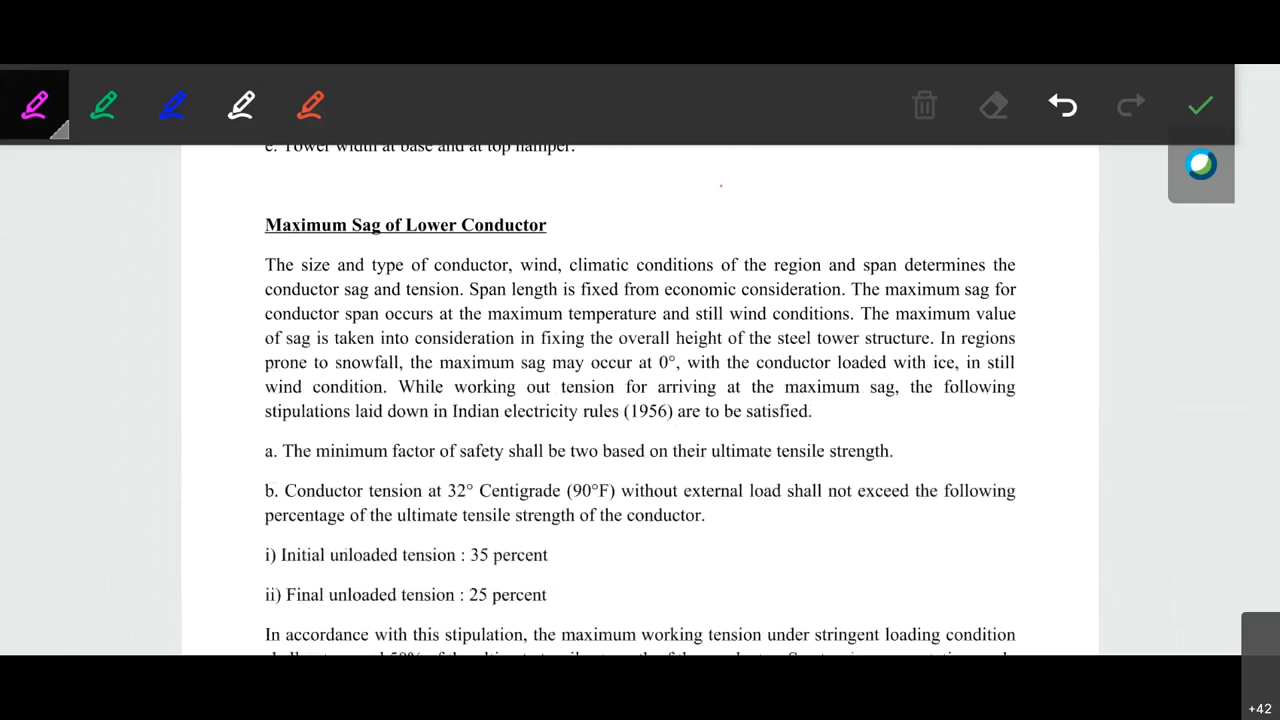 e. Tower width at base and at top hamper.
Maximum Sag of Lower Conductor
The size and type of conductor, wind, climatic conditions of the region and span determines the
conductor sag and tension. Span length is fixed from economic consideration. The maximum sag for
conductor span occurs at the maximum temperature and still wind conditions. The maximum value
of sag is taken into consideration in fixing the overall height of the steel tower structure. In regions
prone to snowfall, the maximum sag may occur at 0°, with the conductor loaded with ice, in still
wind condition. While working out tension for arriving at the maximum sag, the following
stipulations laid down in Indian electricity rules (1956) are to be satisfied.
a. The minimum factor of safety shall be two based on their ultimate tensile strength.
b. Conductor tension at 32° Centigrade (90°F) without external load shall not exceed the following
percentage of the ultimate tensile strength of the conductor.
i) Initial unloaded tension : 35 percent
ii) Final unloaded tension : 25 percent
In accordance with this stipulation, the maximum working tension under stringent loading condition
+42